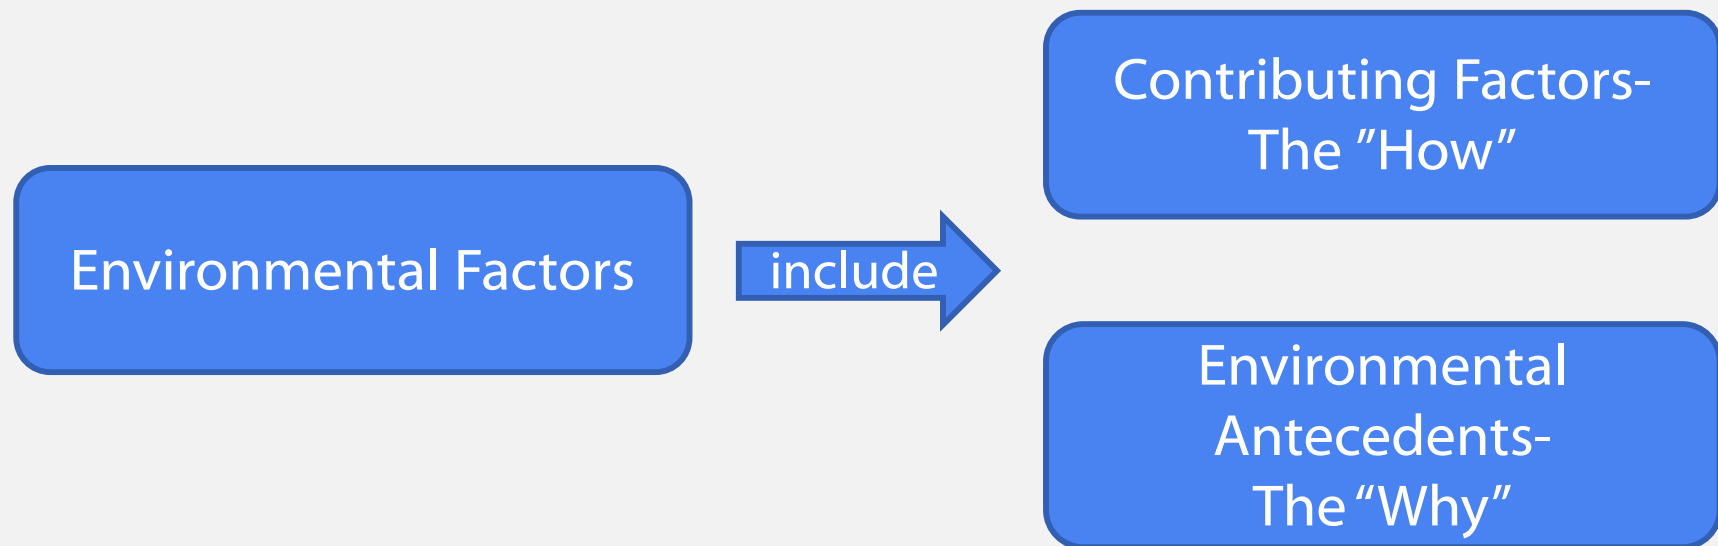 Environmental Factors
include
Contributing Factors-
The ”How”
Environmental
Antecedents-
The “Why”